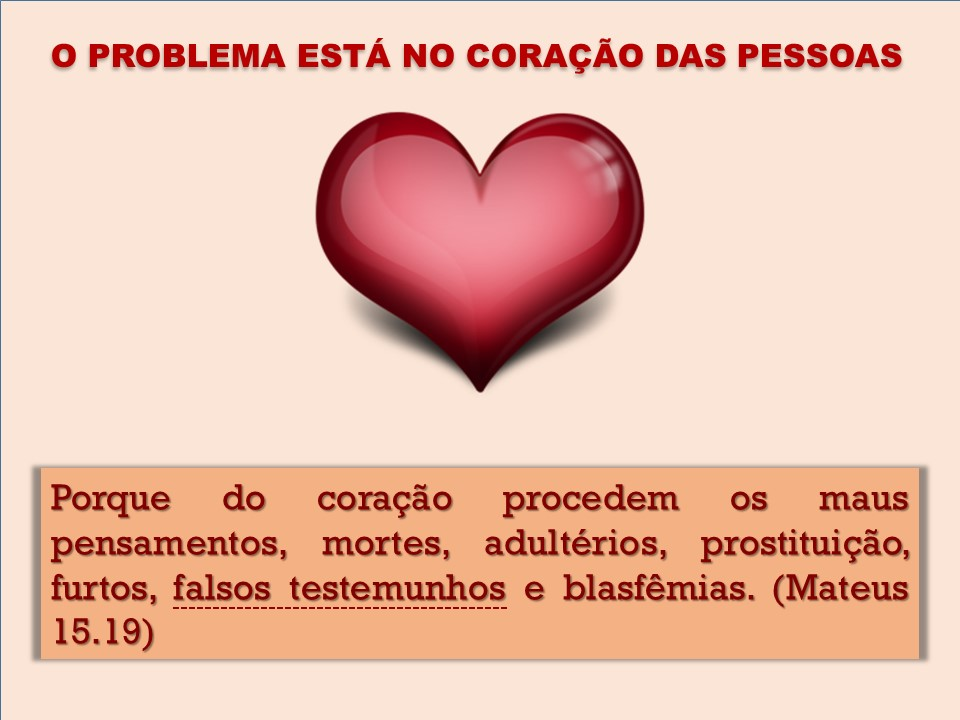 O PROBLEMA ESTÁ NO CORAÇÃO DAS PESSOAS
Porque do coração procedem os maus
pensamentos, mortes, adultérios, prostituição,
furtos, falsos testemunhos e blasfêmias. (Mateus
15.19)